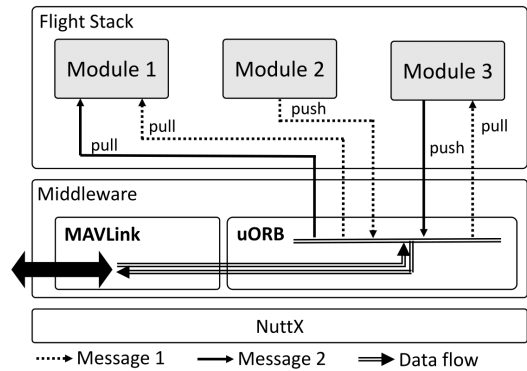 Flight Stack
Module 1
Module 2
Module 3
pull
pull
push
push
pull
Middleware
MAVLink
uORB
NuttX
Message 1
Message 2
Data flow